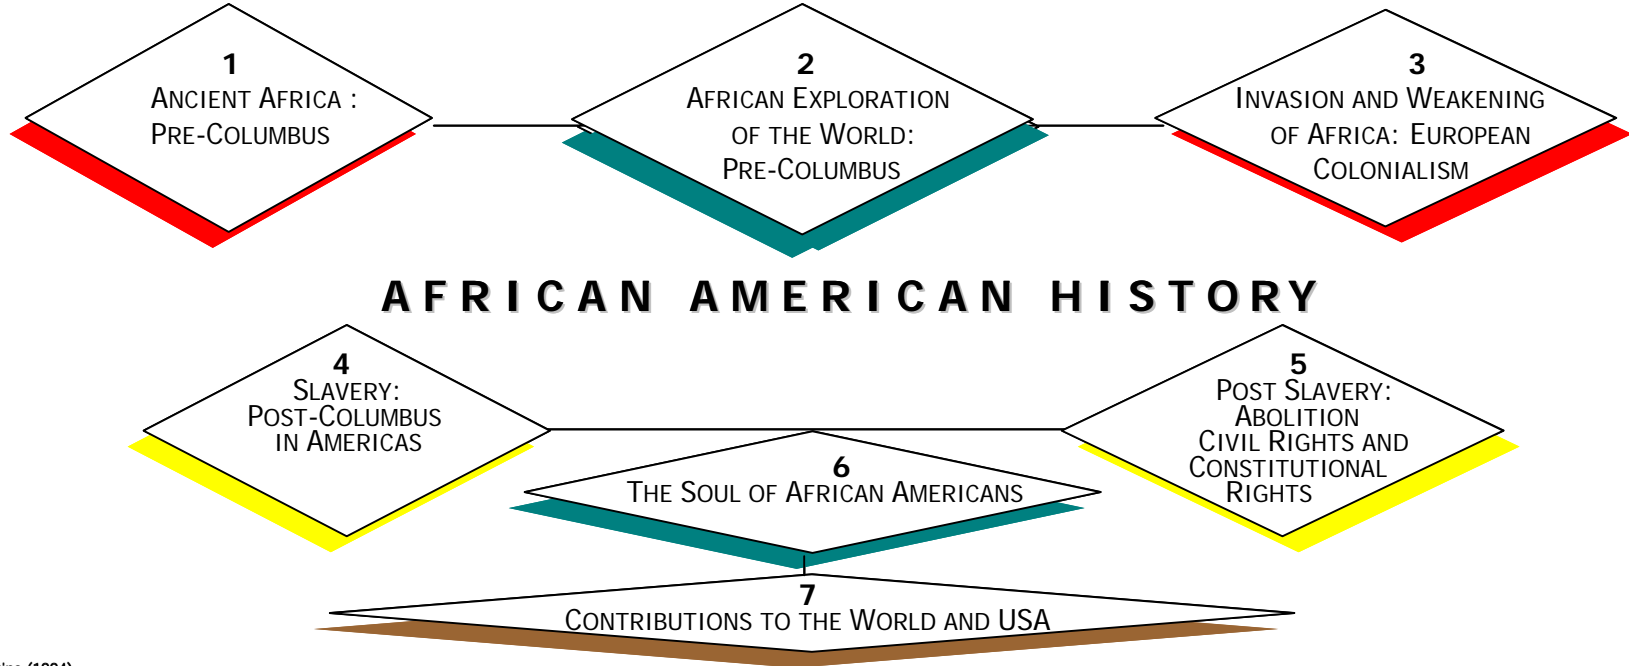 1
ANCIENT AFRICA :
PRE-COLUMBUS
2
AFRICAN EXPLORATION
OF THE WORLD:
PRE-COLUMBUS
3
INVASION AND WEAKENING
OF AFRICA: EUROPEAN
COLONIALISM
AFRICAN AMERICAN HISTORY
4
SLAVERY:
POST-COLUMBUS
IN AMERICAS
5
POST SLAVERY:
ABOLITION
CIVIL RIGHTS AND
CONSTITUTIONAL
RIGHTS
6
THE SOUL OF AFRICAN AMERICANS
7
CONTRIBUTIONS TO THE WORLD AND USA
(1994)